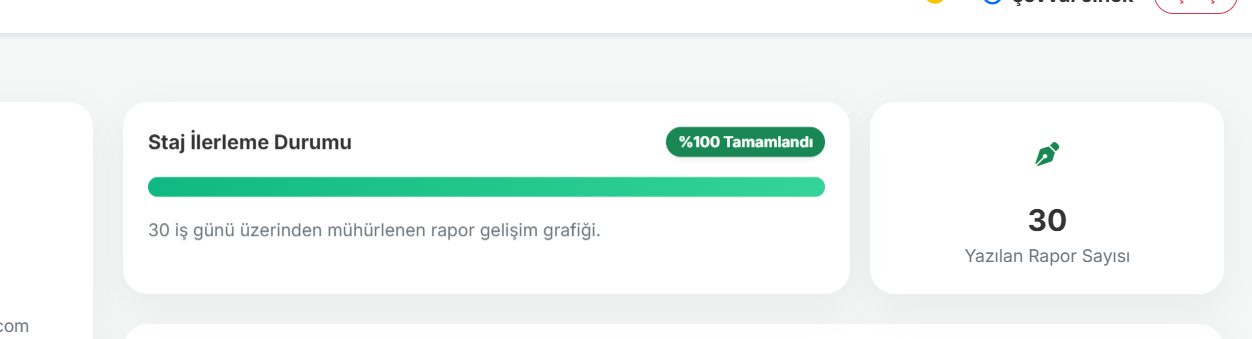 Staj İlerleme Durumu
%100 Tamamlandı
30 iş günü üzerinden mühürlenen rapor gelişim grafiği.
30
Yazılan Rapor Sayısı
com